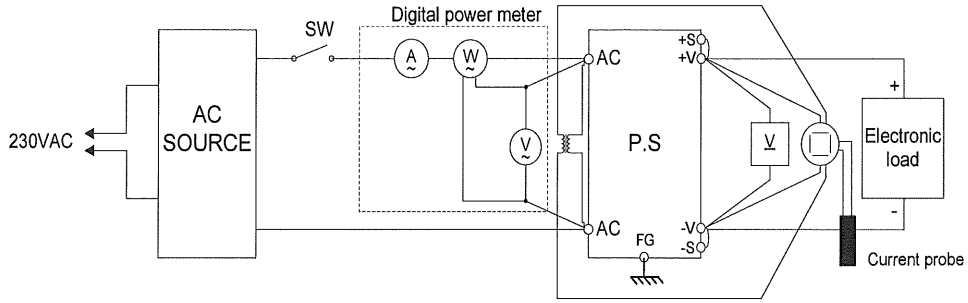 Digital power meter
SW
A
~
W
~
AC
+S
+V
+
230VAC
AC
SOURCE
V
~
P.S
V
Electronic
load
AC
FG
-V
-S
-
Current probe